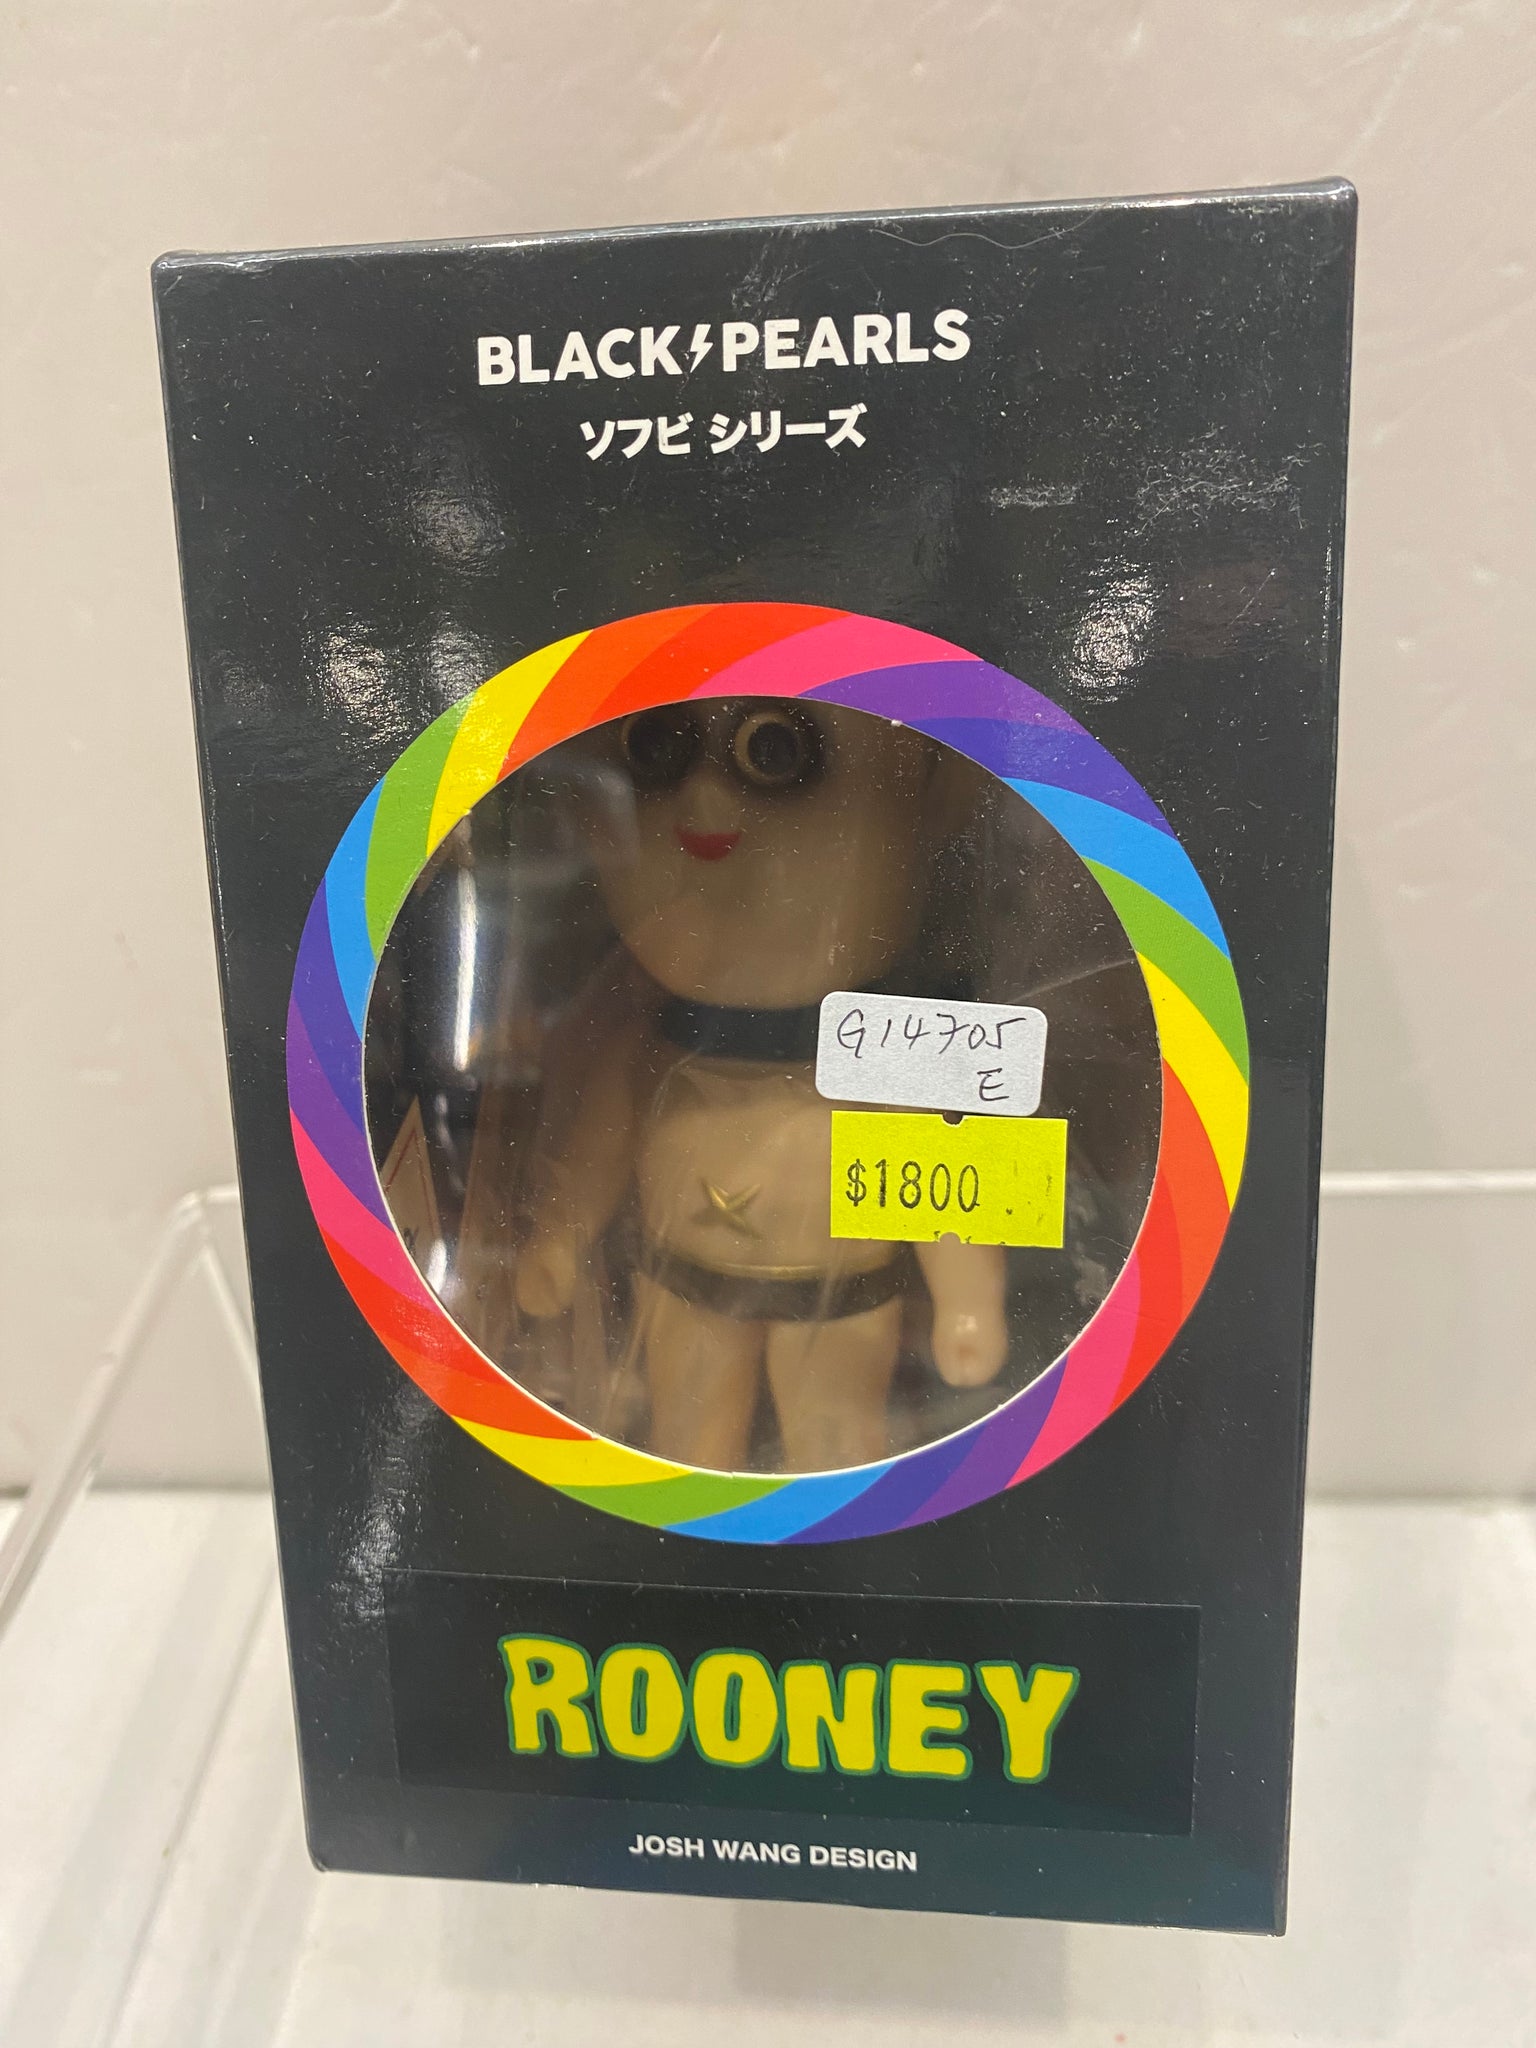 BLACK⚡PEARLS
ソフビ シリーズ
G14705
E
$1800
ROONEY
JOSH WANG DESIGN